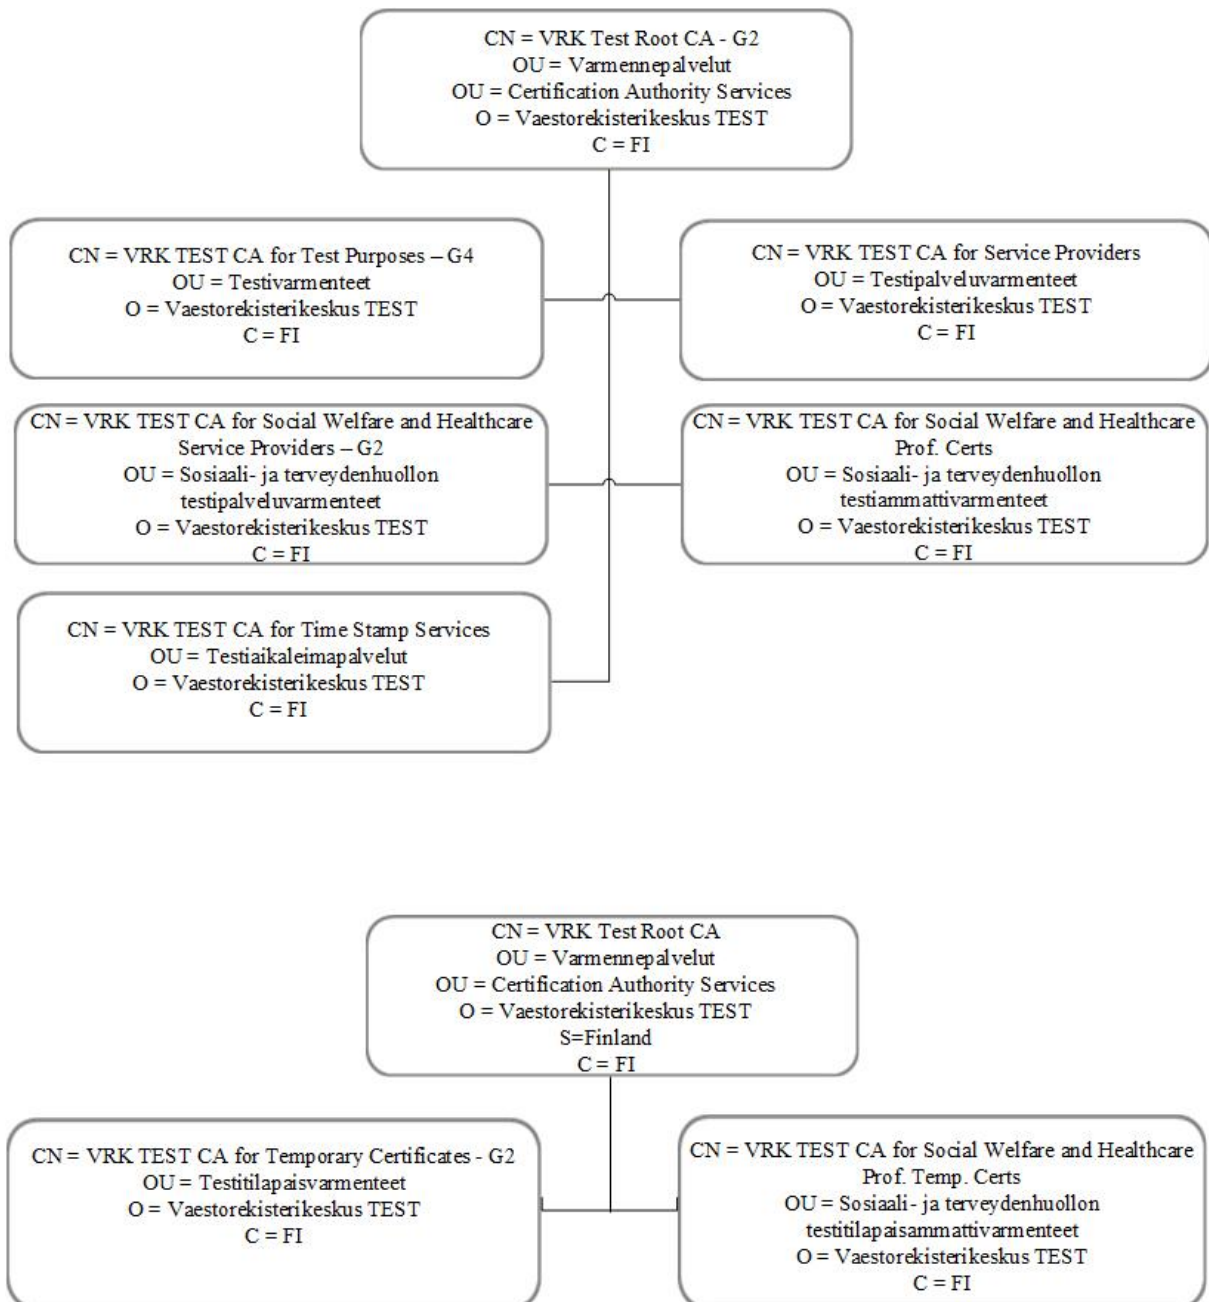 CN = VRK Test Root CA - G2
OU = Varmennepalvelut
OU = Certification Authority Services
O = Vaestorekisterikeskus TEST
C = FI
CN = VRK TEST CA for Test Purposes – G4
OU = Testivarmenteet
O = Vaestorekisterikeskus TEST
C = FI
CN = VRK TEST CA for Service Providers
OU = Testipalveluvarmenteet
O = Vaestorekisterikeskus TEST
C = FI
CN = VRK TEST CA for Social Welfare and Healthcare
Service Providers – G2
OU = Sosiaali- ja terveydenhuollon
testipalveluvarmenteet
O = Vaestorekisterikeskus TEST
C = FI
CN = VRK TEST CA for Social Welfare and Healthcare
Prof. Certs
OU = Sosiaali- ja terveydenhuollon
testiammattivarmenteet
O = Vaestorekisterikeskus TEST
C = FI
CN = VRK TEST CA for Time Stamp Services
OU = Testiaikaleimapalvelut
O = Vaestorekisterikeskus TEST
C = FI
CN = VRK Test Root CA
OU = Varmennepalvelut
OU = Certification Authority Services
O = Vaestorekisterikeskus TEST
S=Finland
C = FI
CN = VRK TEST CA for Temporary Certificates - G2
OU = Testitilapaisvarmenteet
O = Vaestorekisterikeskus TEST
C = FI
CN = VRK TEST CA for Social Welfare and Healthcare
Prof. Temp. Certs
OU = Sosiaali- ja terveydenhuollon
testitilapaisammattivarmenteet
O = Vaestorekisterikeskus TEST
C = FI